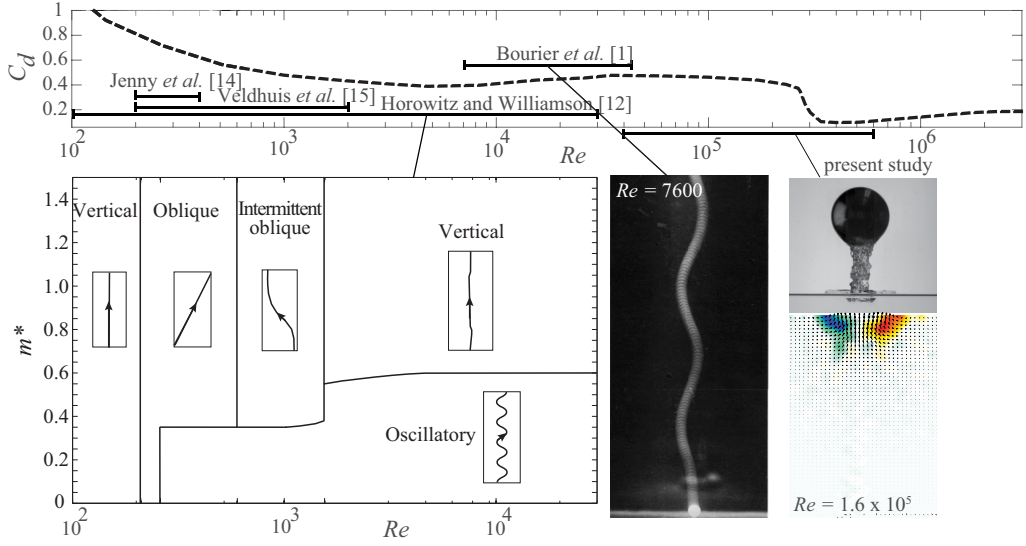 1
0.8
0.6
0.4
0.2
C_d
Bourier et al. [1]
Jenny et al. [14]
Veldhuis et al. [15]
Horowitz and Williamson [12]
10^2
10^3
10^4
10^5
10^6
Re
present study
1.4
1.2
1.0
0.8
0.6
0.4
0.2
0
m*
Vertical
Oblique
Intermittent
oblique
Vertical
Oscillatory
10^2
10^3
10^4
Re
Re = 7600
Re = 1.6 x 10^5